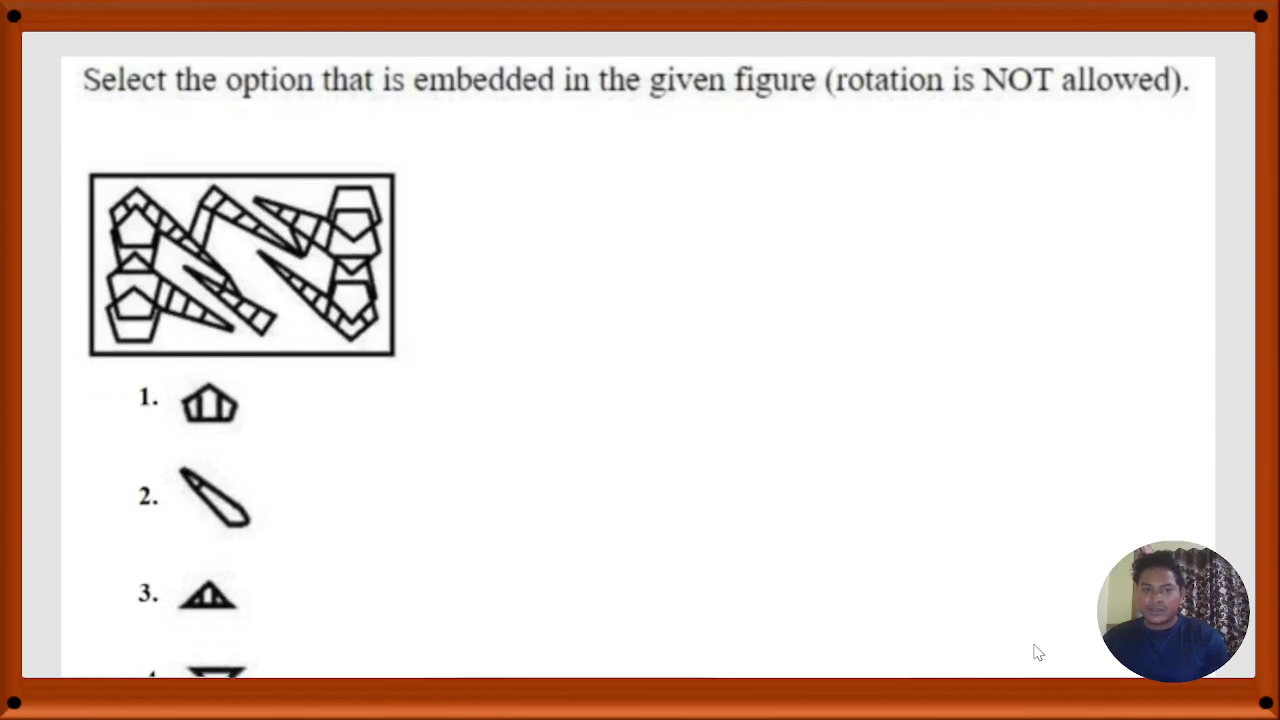 Select the option that is embedded in the given figure (rotation is NOT allowed).
1.
2.
3.